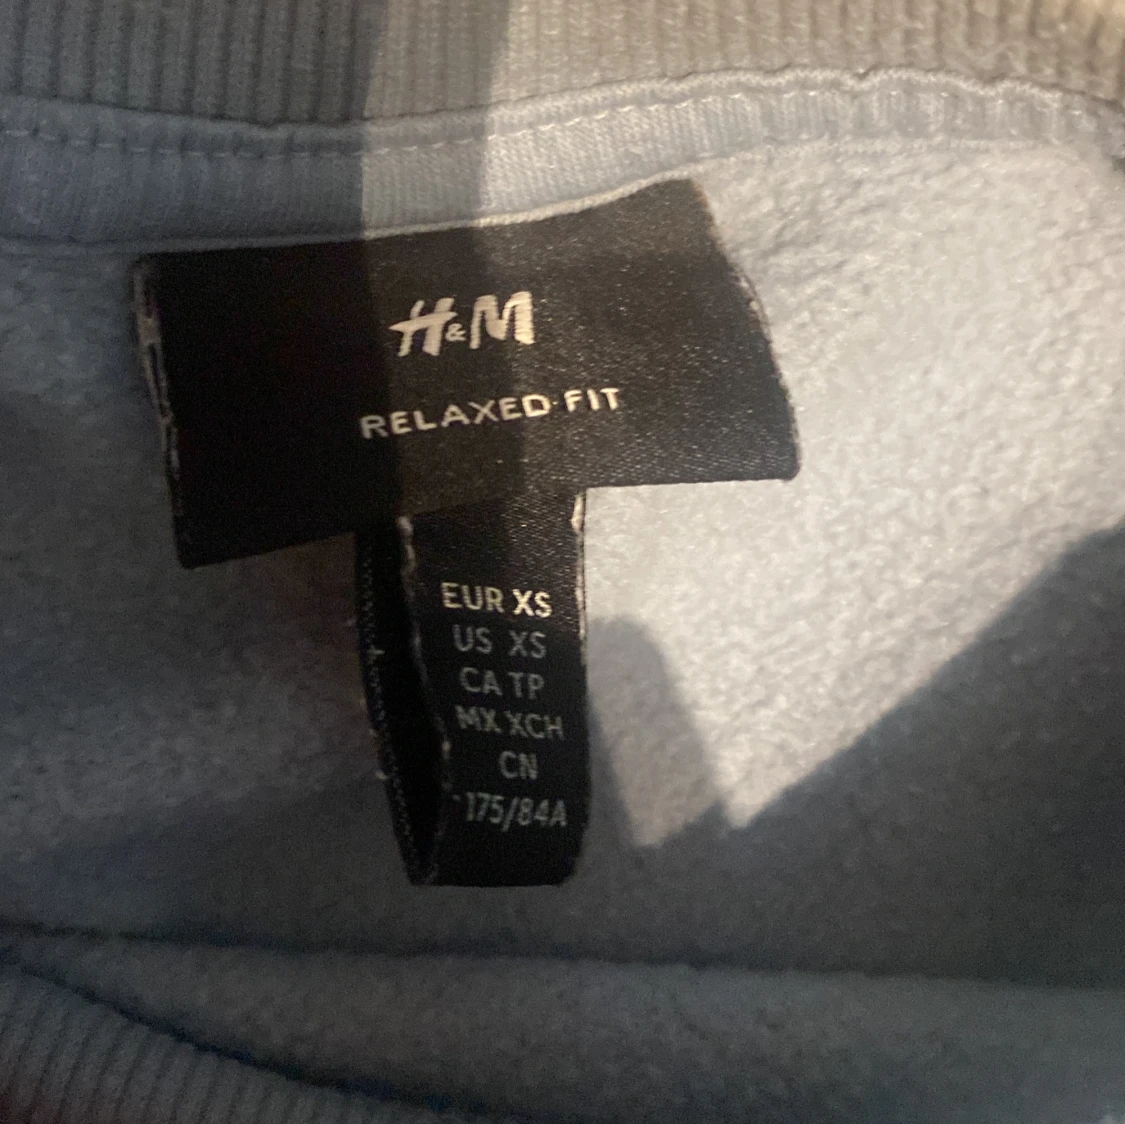 H&M
RELAXED FIT
EUR XS
US XS
CA TP
MX XCH
CN
175/84A